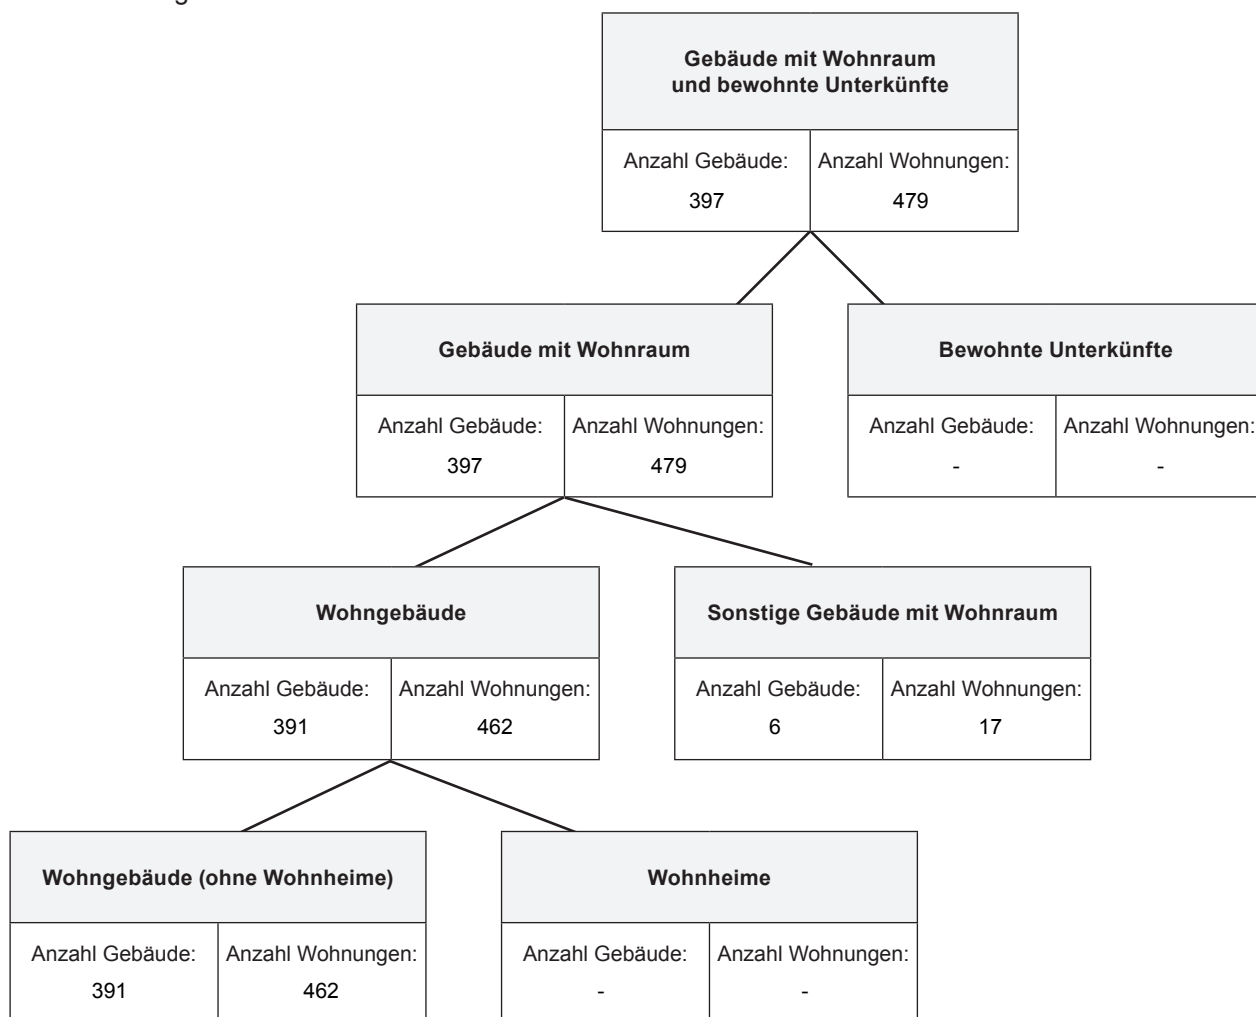 Gebäude mit Wohnraum
und bewohnte Unterkünfte
Anzahl Gebäude: Anzahl Wohnungen:
397 479
Gebäude mit Wohnraum
Anzahl Gebäude: Anzahl Wohnungen:
397 479
Bewohnte Unterkünfte
Anzahl Gebäude: Anzahl Wohnungen:
- -
Wohngebäude
Anzahl Gebäude: Anzahl Wohnungen:
391 462
Sonstige Gebäude mit Wohnraum
Anzahl Gebäude: Anzahl Wohnungen:
6 17
Wohngebäude (ohne Wohnheime)
Anzahl Gebäude: Anzahl Wohnungen:
391 462
Wohnheime
Anzahl Gebäude: Anzahl Wohnungen:
- -